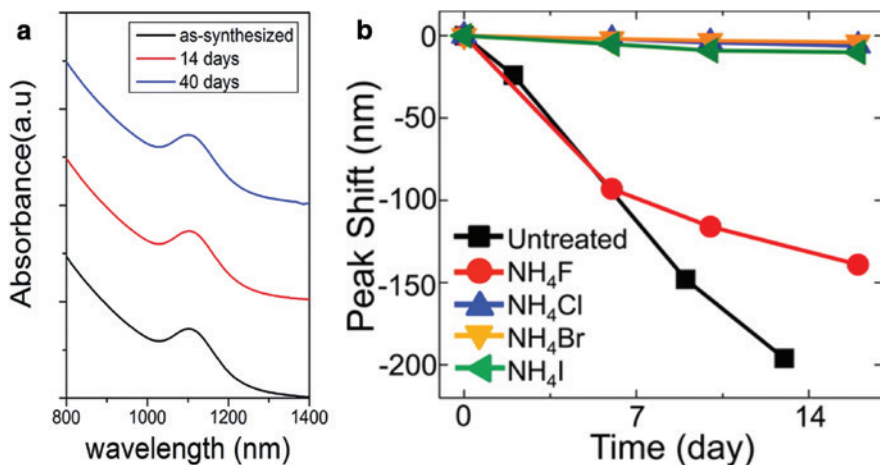 a
as-synthesized
14 days
40 days
Absorbance(a.u)
800 1000 1200 1400
wavelength (nm)
b
Peak Shift (nm)
0
-50
-100
-150
-200
Untreated
NH₄F
NH₄Cl
NH₄Br
NH₄I
0 7 14
Time (day)